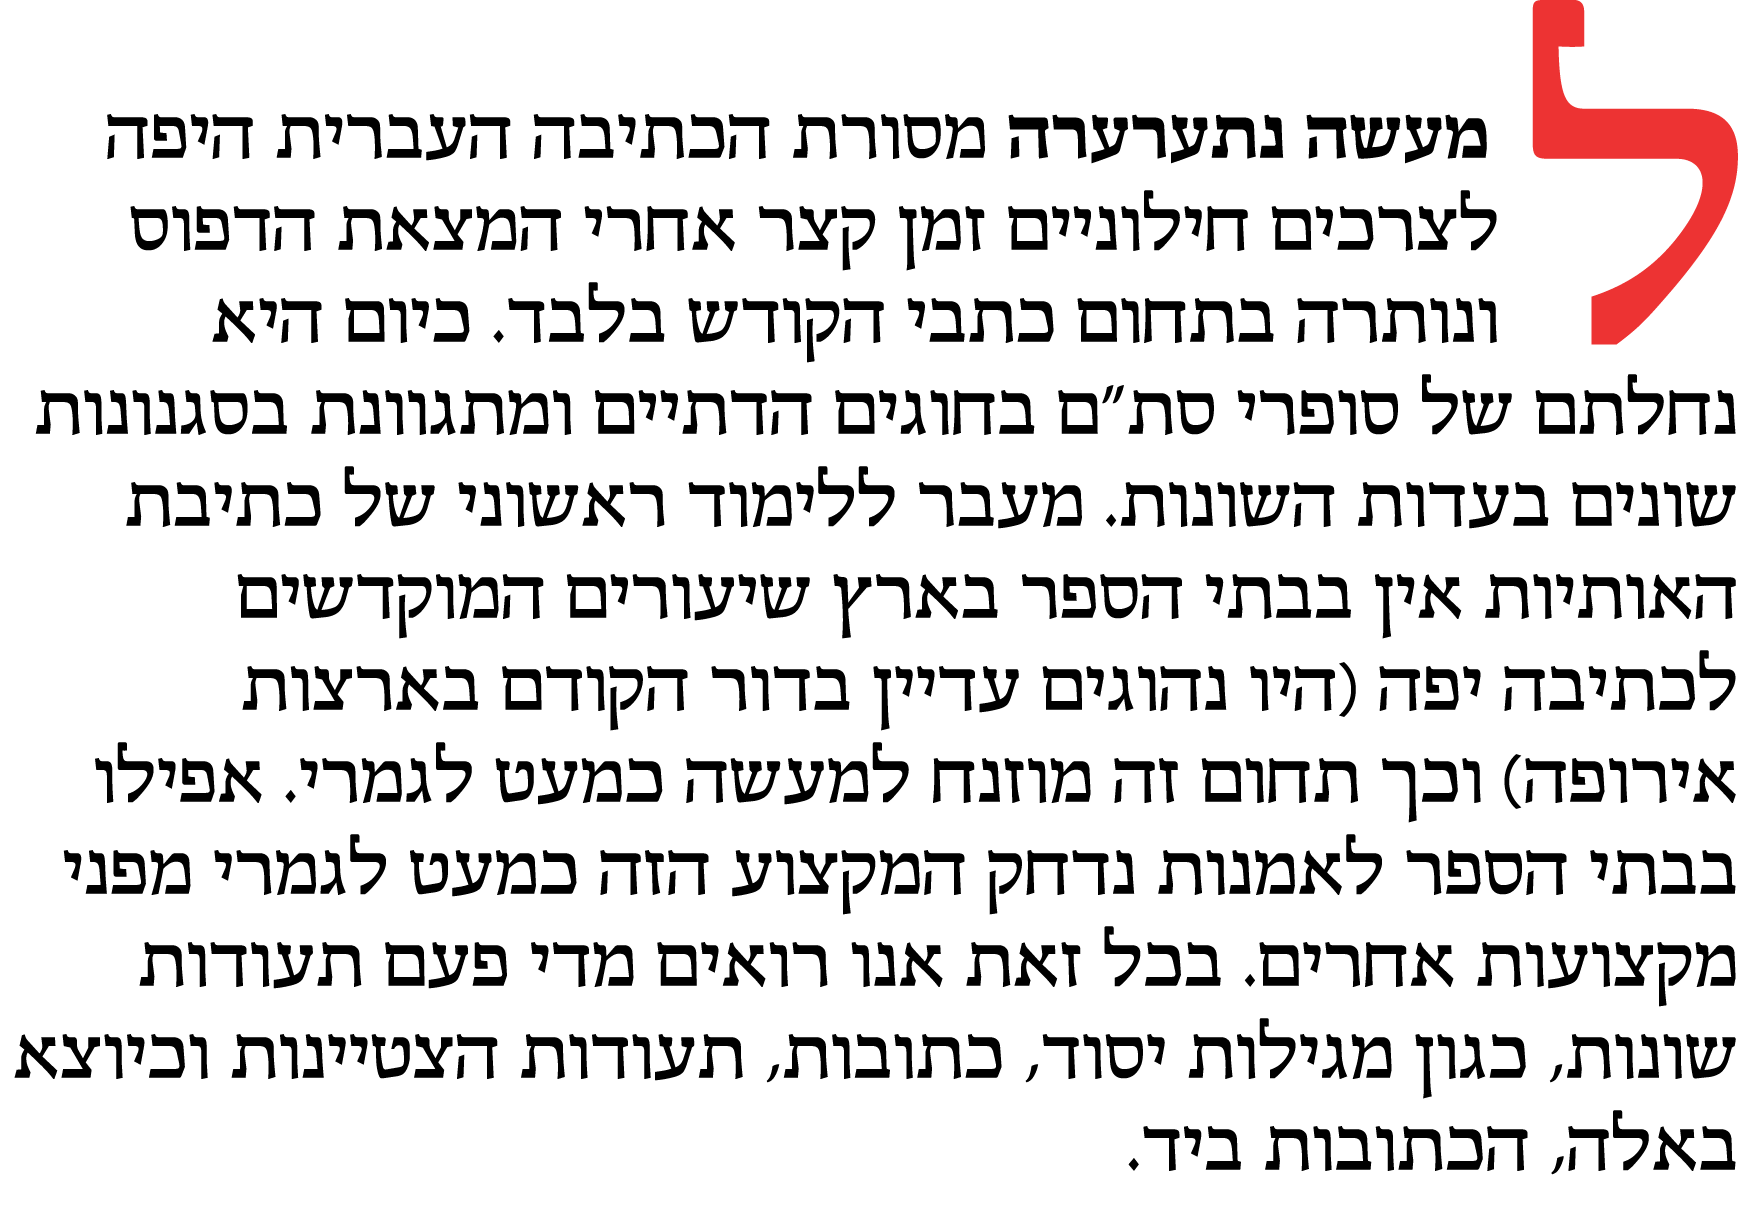 למעשה נתערערה מסורת הכתיבה העברית היפה
לצרכים חילוניים זמן קצר אחרי המצאת הדפוס
ונותרה בתחום כתבי הקודש בלבד. כיום היא
נחלתם של סופרי סת״ם בחוגים הדתיים ומתגוונת בסגנונות
שונים בעדות השונות. מעבר ללימוד ראשוני של כתיבת
האותיות אין בבתי הספר בארץ שיעורים המוקדשים
לכתיבה יפה (היו נהוגים עדיין בדור הקודם בארצות
אירופה) וכך תחום זה מוזנח למעשה כמעט לגמרי. אפילו
בבתי הספר לאמנות נדחק המקצוע הזה כמעט לגמרי מפני
מקצועות אחרים. בכל זאת אנו רואים מדי פעם תעודות
שונות, כגון מגילות יסוד, כתובות, תעודות הצטיינות וכיוצא
באלה, הכתובות ביד.